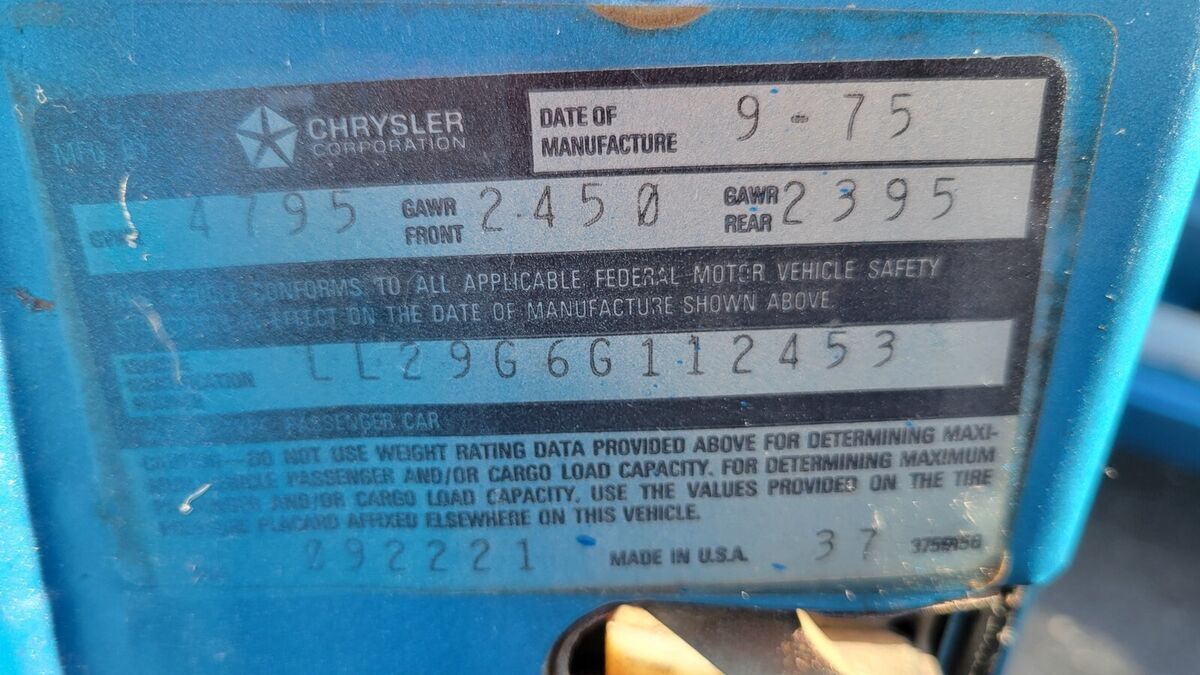 MFG BY CHRYSLER CORPORATION
DATE OF MANUFACTURE 9-75
4795 GAWR FRONT 2450 GAWR REAR 2395
CONFORMS TO ALL APPLICABLE FEDERAL MOTOR VEHICLE SAFETY
EFFECT ON THE DATE OF MANUFACTURE SHOWN ABOVE
LL29G6G112453
PASSENGER CAR
DO NOT USE WEIGHT RATING DATA PROVIDED ABOVE FOR DETERMINING MAXI-
PASSENGER AND/OR CARGO LOAD CAPACITY. FOR DETERMINING MAXIMUM
AND/OR CARGO LOAD CAPACITY, USE THE VALUES PROVIDED ON THE TIRE
PLACARD AFFIXED ELSEWHERE ON THIS VEHICLE.
092221 MADE IN U.S.A. 37